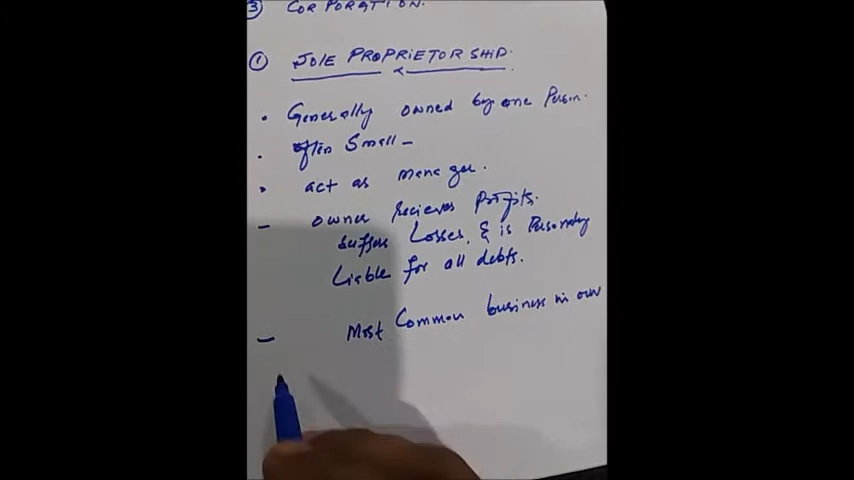 ③ CORPORATION.
① SOLE PROPRIETORSHIP.
• Generally owned by one Person.
• often Small –
• act as manager.
– owner Recieves Profits.
suffers Losses, & is Personally
Liable for all debts.
– Most Common business in our